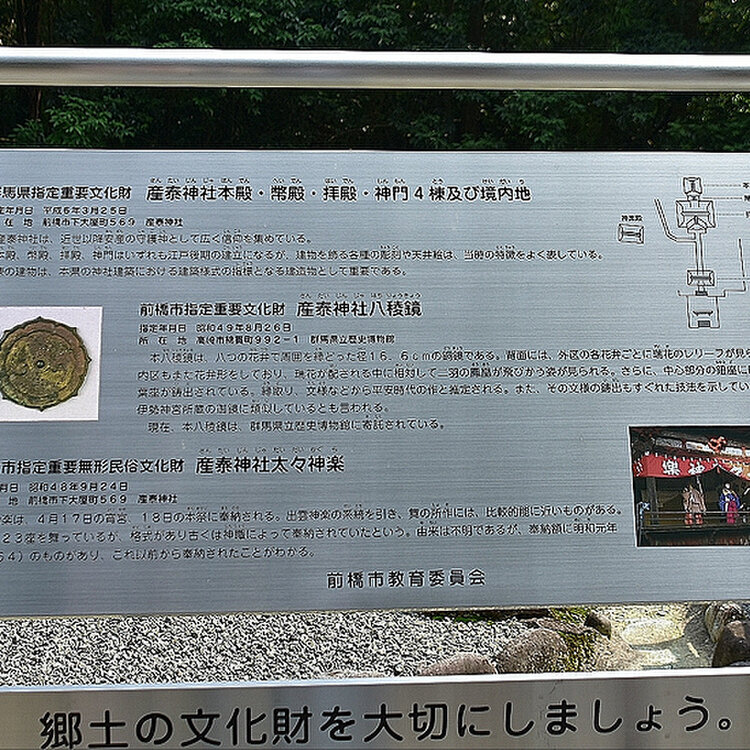 馬県指定重要文化財 産泰神社本殿・幣殿・拝殿・神門4棟及び境内地
定年月日 平成6年3月25日
在 地 前橋市下大屋町569 産泰神社
産泰神社は、近世以降安産の守護神として広く信仰を集めている。
本殿、幣殿、拝殿、神門はいずれも江戸後期の建立になるが、建物を飾る各種の彫刻や天井絵は、当時の特徴をよく表している。
の建物は、本県の神社建築における建築様式の指標となる建造物として重要である。
神楽殿
前橋市指定重要文化財 産泰神社八稜鏡
指定年月日 昭和49年8月26日
所 在 地 高崎市綿貫町992-1 群馬県立歴史博物館
本八稜鏡は、八つの花弁で周囲を縁どった径16.6cmの銅鏡である。背面には、外区の各花弁ごとに瑞花のレリーフが見
内区もまた花弁形をしており、瑞花が配される中に相対して二羽の鳳凰が飛びかう姿が見られる。さらに、中心部分の鈕座に
葉座が鋳出されている。縁取り、文様などから平安時代の作と推定される。また、その文様の鋳出もすぐれた技法を示してい
伊勢神宮所蔵の御鏡に類似しているとも言われる。
現在、本八稜鏡は、群馬県立歴史博物館に寄託されている。
市指定重要無形民俗文化財 産泰神社太々神楽
月日 昭和48年9月24日
地 前橋市下大屋町569 産泰神社
神楽は、4月17日の宵宮、18日の本祭に奉納される。出雲神楽の系統を引き、舞の所作には、比較的能に近いものがある。
23座を舞っているが、格式があり古くは神職によって奉納されていたという。由来は不明であるが、奉納額に明和元年
64)のものがあり、これ以前から奉納されたことがわかる。
前橋市教育委員会
郷土の文化財を大切にしましょう。